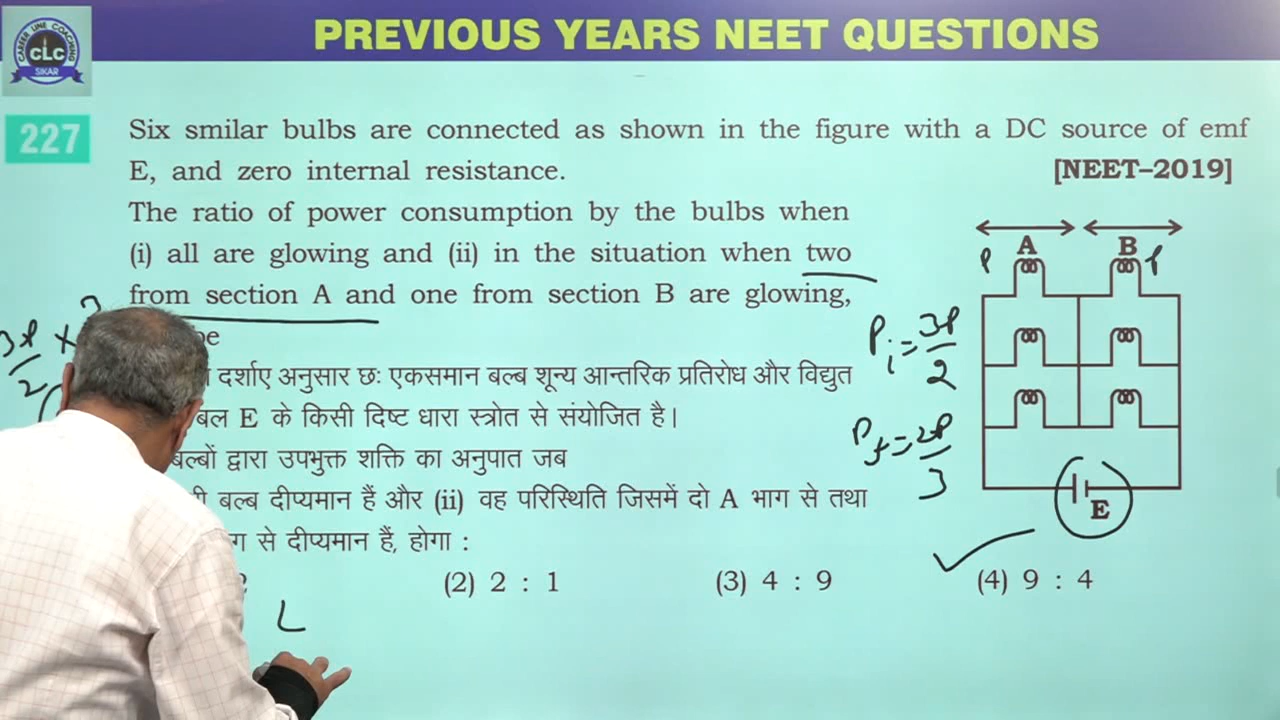 PREVIOUS YEARS NEET QUESTIONS
CAREER LINE COACHING
CLC
SIKAR
227
Six smilar bulbs are connected as shown in the figure with a DC source of emf
E, and zero internal resistance.
[NEET–2019]
The ratio of power consumption by the bulbs when
(i) all are glowing and (ii) in the situation when two
from section A and one from section B are glowing,
दर्शाए अनुसार छः एकसमान बल्ब शून्य आन्तरिक प्रतिरोध और विद्युत
बल E के किसी दिष्ट धारा स्त्रोत से संयोजित है।
बल्बों द्वारा उपभुक्त शक्ति का अनुपात जब
बल्ब दीप्यमान हैं और (ii) वह परिस्थिति जिसमें दो A भाग से तथा
से दीप्यमान हैं, होगा :
(2) 2 : 1
(3) 4 : 9
(4) 9 : 4
A B
P P
E
Pi = 3P/2
Pf = 2P/3
3P/2 ×